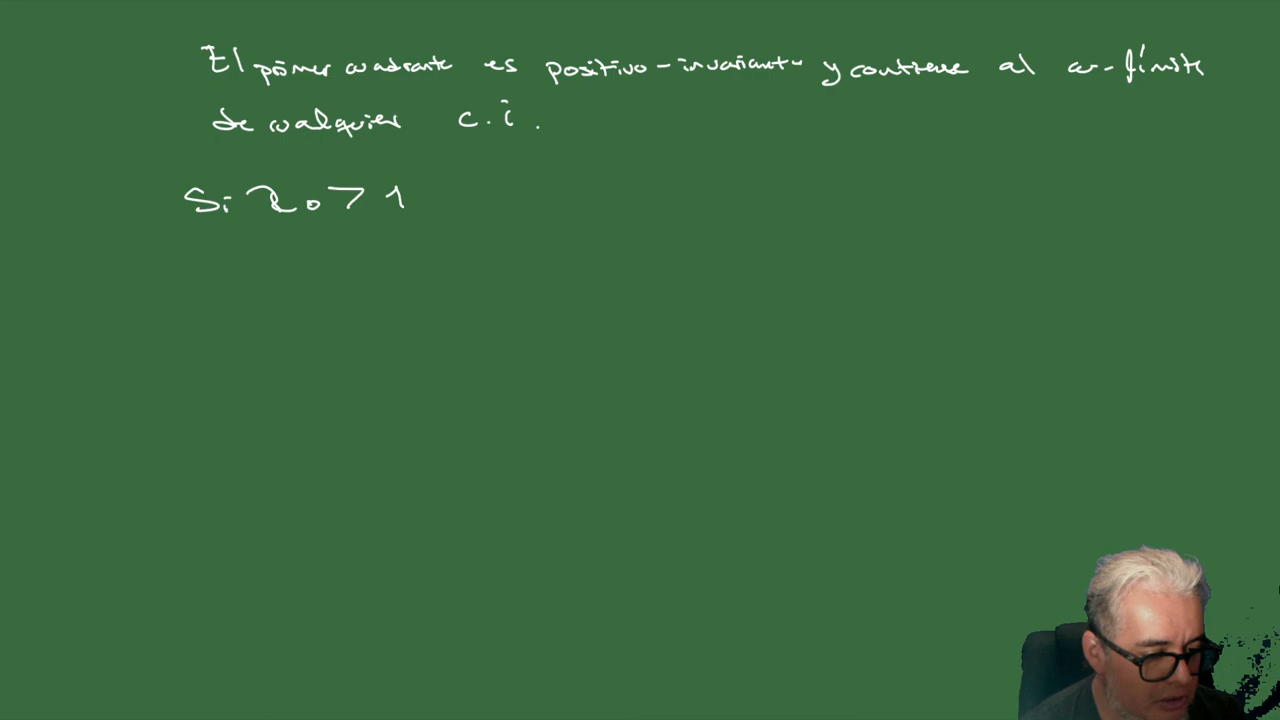 El primer cuadrante es positivo-invariante y contiene al ω-límite
de cualquier c.i.
Si R₀ > 1